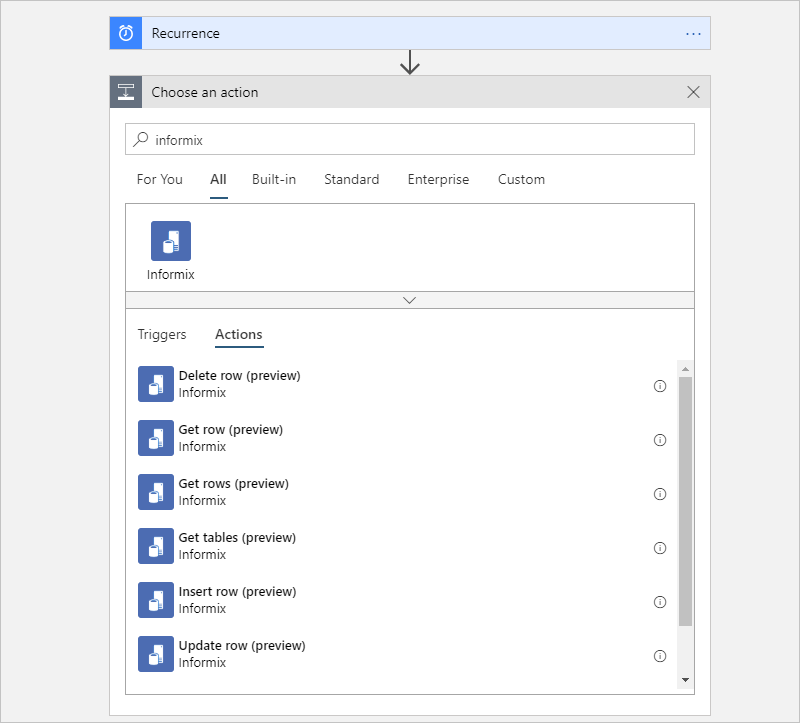 Recurrence
Choose an action
informix
For You All Built-in Standard Enterprise Custom
Informix
Triggers Actions
Delete row (preview)
Informix
Get row (preview)
Informix
Get rows (preview)
Informix
Get tables (preview)
Informix
Insert row (preview)
Informix
Update row (preview)
Informix